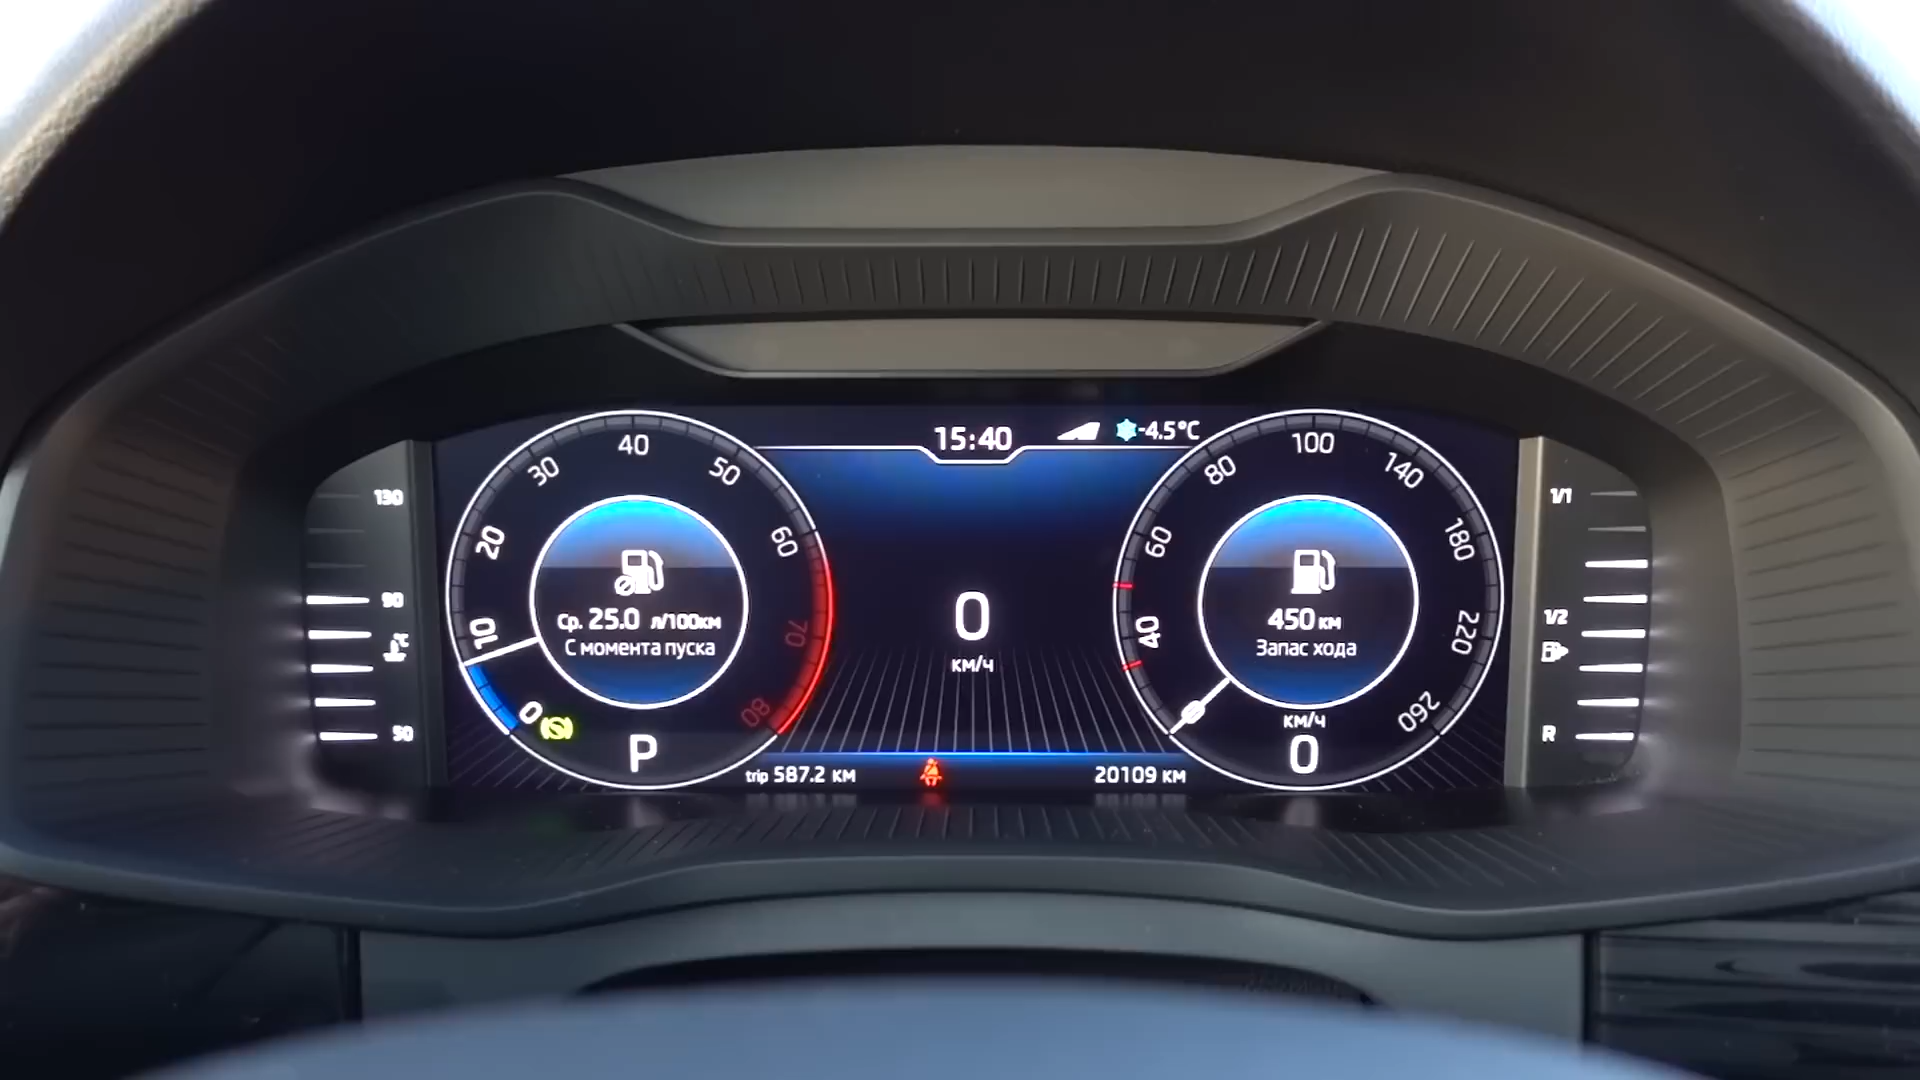 15:40
-4.5°C
130
90
°C
50
0
10
20
30
40
50
60
70
80
Ср. 25.0 л/100км
С момента пуска
P
0
км/ч
trip 587.2 км
20109 км
40
60
80
100
140
180
220
260
450 км
Запас хода
км/ч
0
1/1
1/2
R